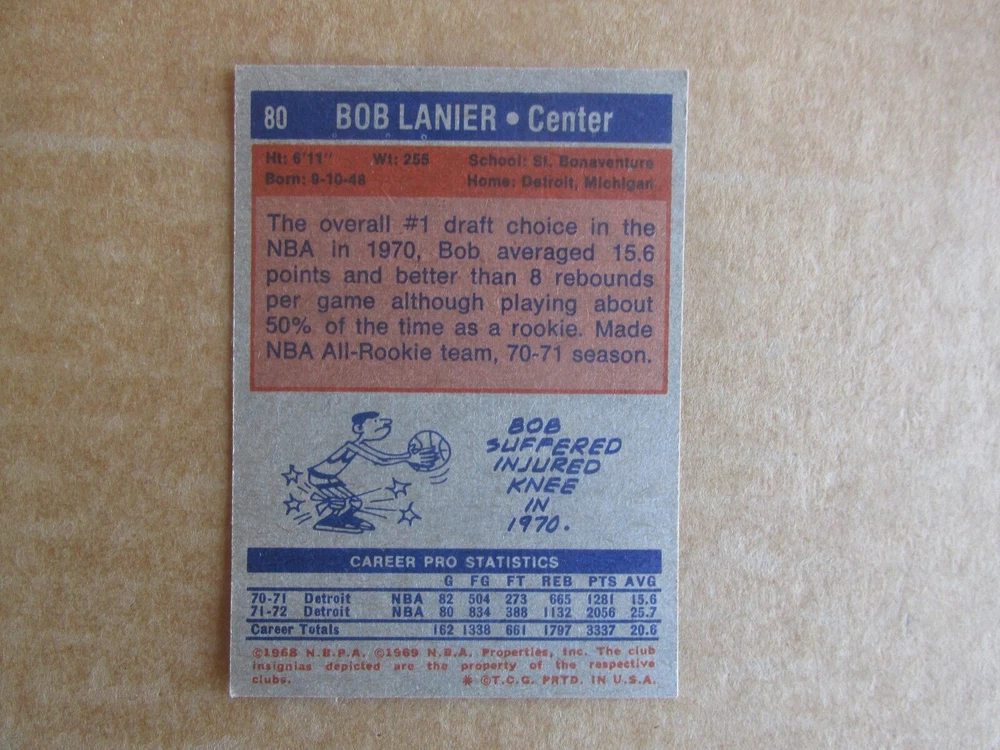 80 BOB LANIER • Center
Ht: 6'11" Wt: 255 School: St. Bonaventure
Born: 9-10-48 Home: Detroit, Michigan
The overall #1 draft choice in the
NBA in 1970, Bob averaged 15.6
points and better than 8 rebounds
per game although playing about
50% of the time as a rookie. Made
NBA All-Rookie team, 70-71 season.
BOB
SUFFERED
INJURED
KNEE
IN
1970.
CAREER PRO STATISTICS
G FG FT REB PTS AVG
70-71 Detroit NBA 82 504 273 665 1281 15.6
71-72 Detroit NBA 80 834 388 1132 2056 25.7
Career Totals 162 1338 661 1797 3337 20.6
©1968 N.B.P.A. ©1969 N.B.A. Properties, Inc. The club
insignias depicted are the property of the respective
clubs. * ©T.C.G. PRTD. IN U.S.A.